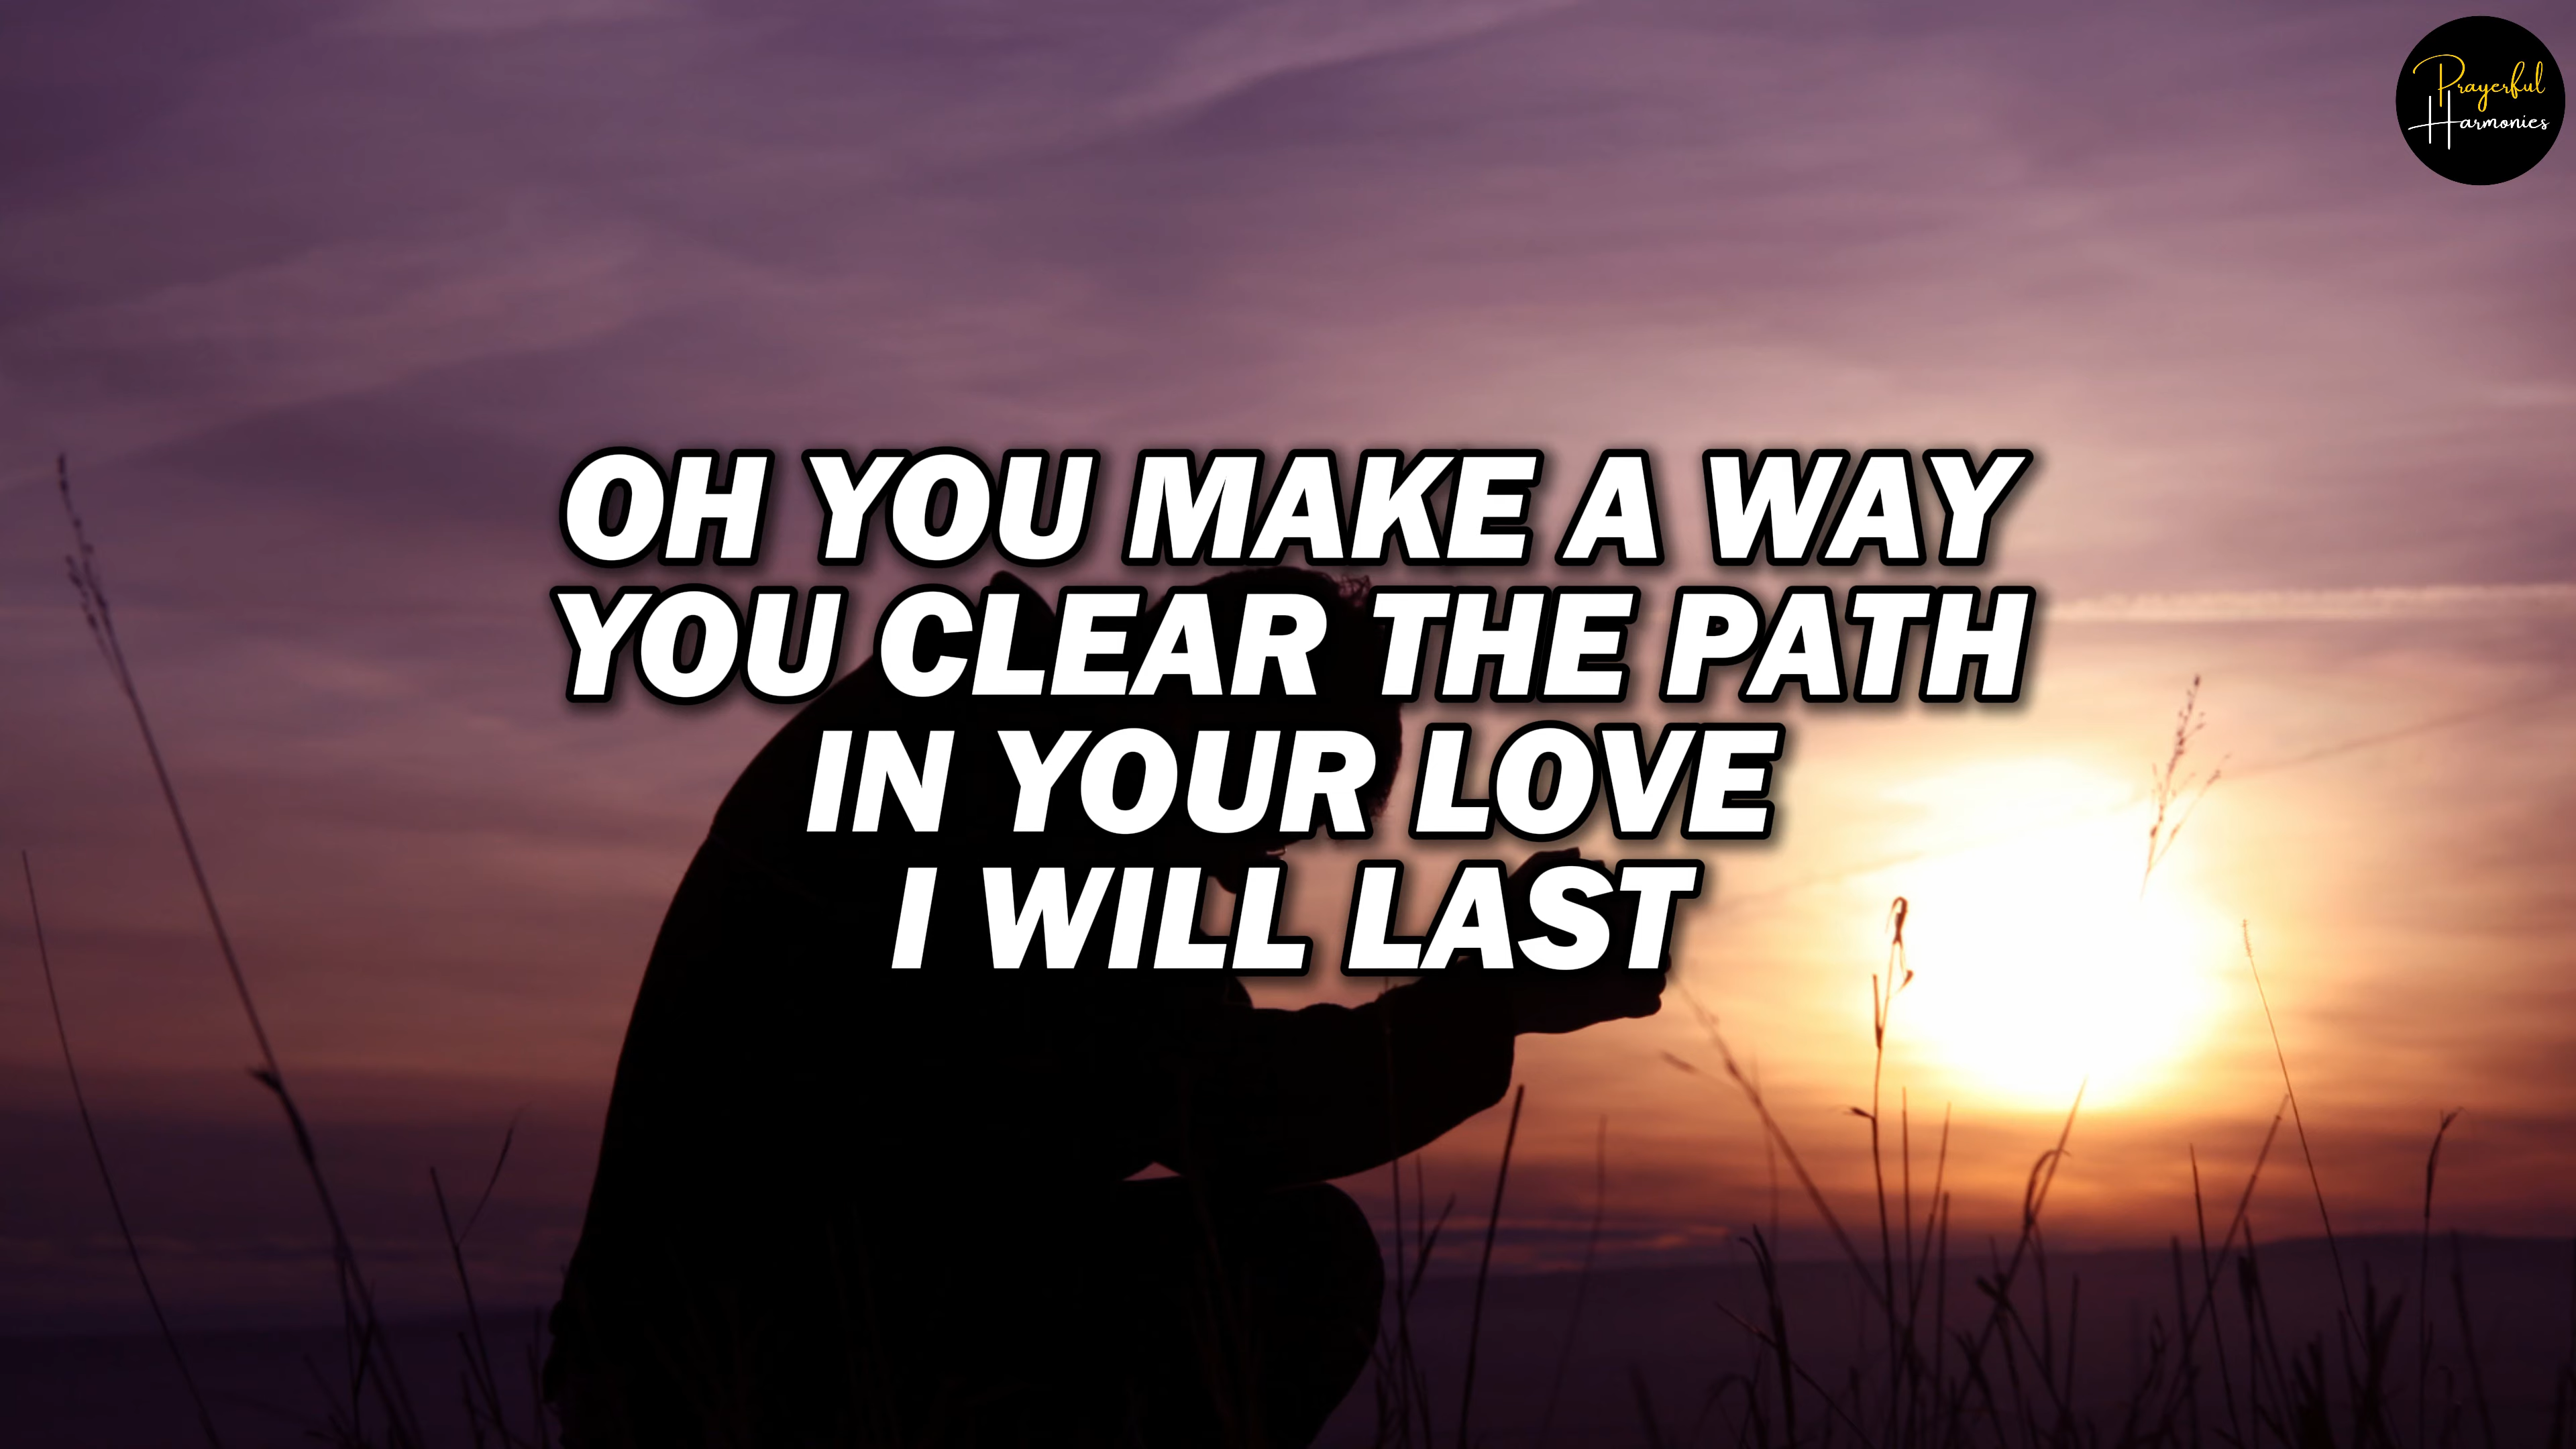 Prayerful
Harmonies
OH YOU MAKE A WAY
YOU CLEAR THE PATH
IN YOUR LOVE
I WILL LAST